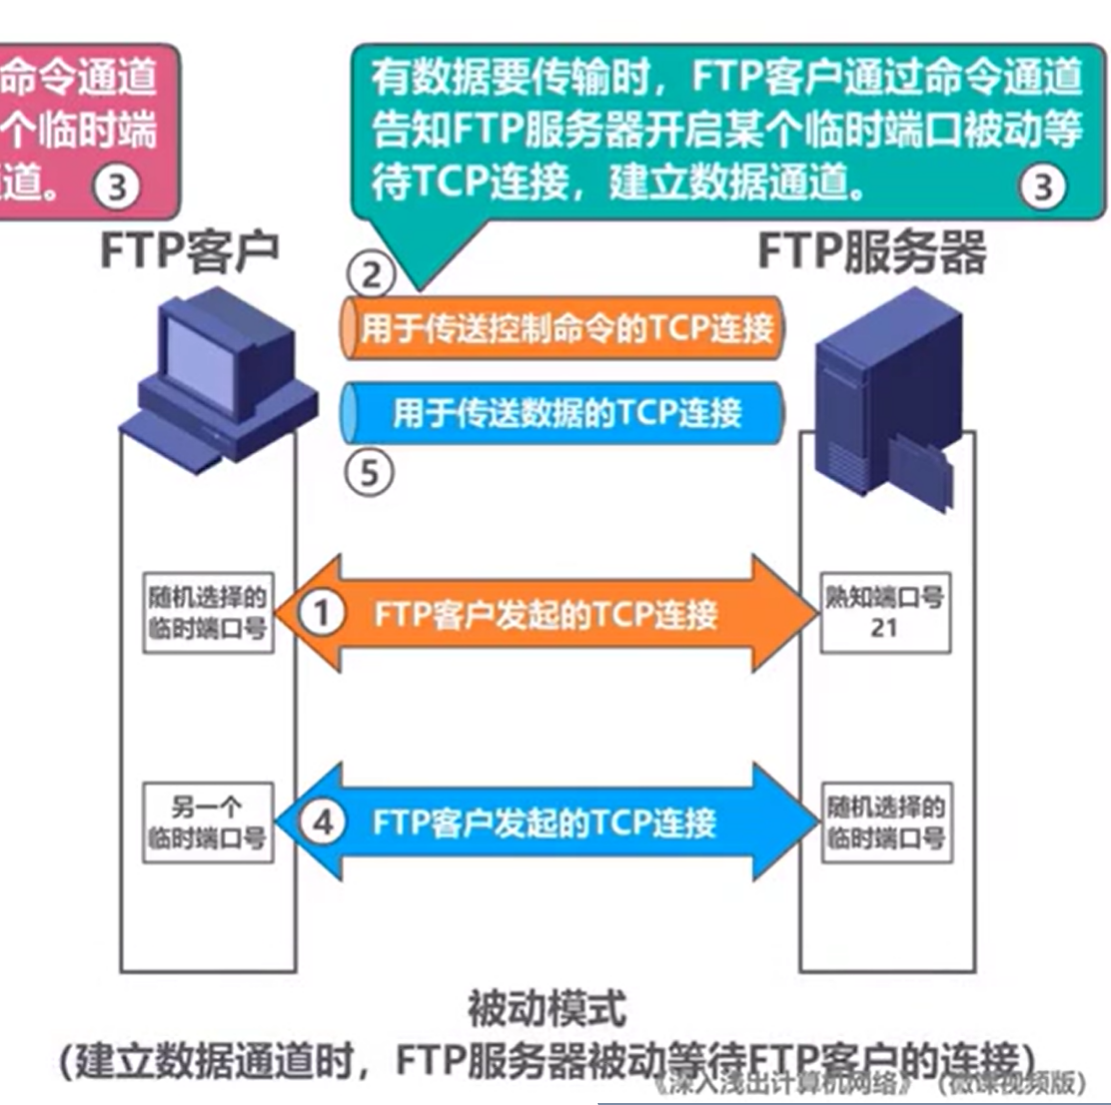 命令通道
个临时端
道。 ③
有数据要传输时，FTP客户通过命令通道
告知FTP服务器开启某个临时端口被动等
待TCP连接，建立数据通道。 ③
FTP客户
FTP服务器
②
用于传送控制命令的TCP连接
用于传送数据的TCP连接
⑤
随机选择的
临时端口号
① FTP客户发起的TCP连接
熟知端口号
21
另一个
临时端口号
④ FTP客户发起的TCP连接
随机选择的
临时端口号
被动模式
(建立数据通道时，FTP服务器被动等待FTP客户的连接)
《深入浅出计算机网络》（微课视频版）